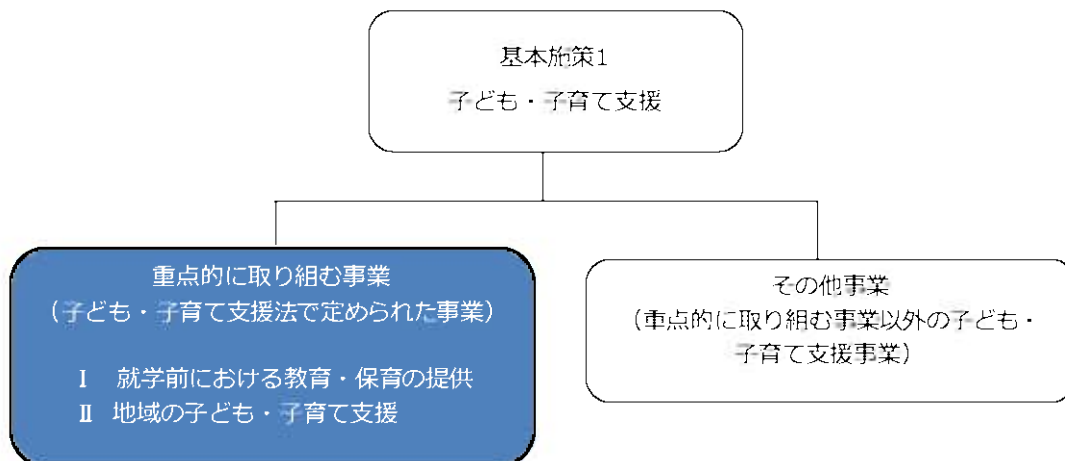 基本施策1
子ども・子育て支援
重点的に取り組む事業
(子ども・子育て支援法で定められた事業)
Ⅰ 就学前における教育・保育の提供
Ⅱ 地域の子ども・子育て支援
その他事業
(重点的に取り組む事業以外の子ども・
子育て支援事業)